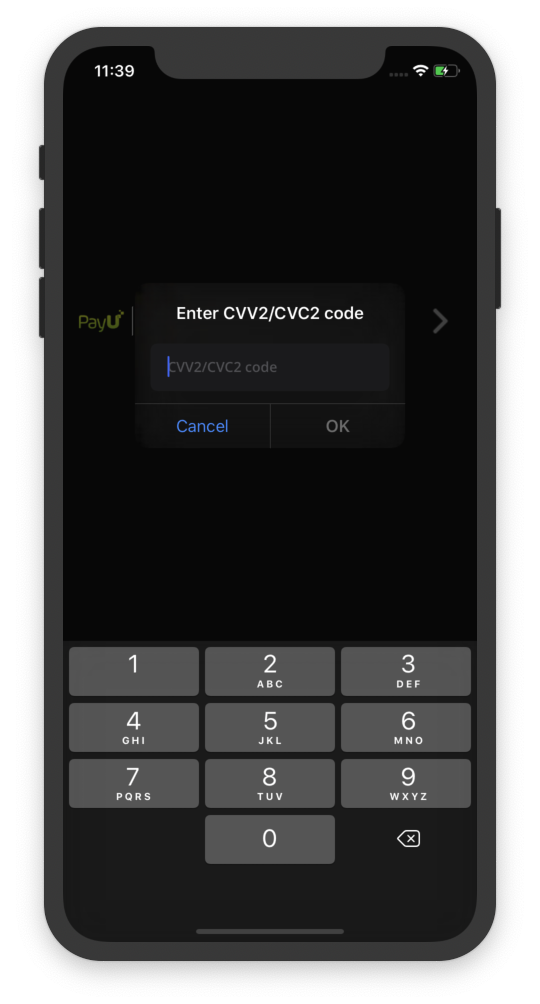 11:39
PayU
Enter CVV2/CVC2 code
CVV2/CVC2 code
Cancel
OK
1
2
ABC
3
DEF
4
GHI
5
JKL
6
MNO
7
PQRS
8
TUV
9
WXYZ
0